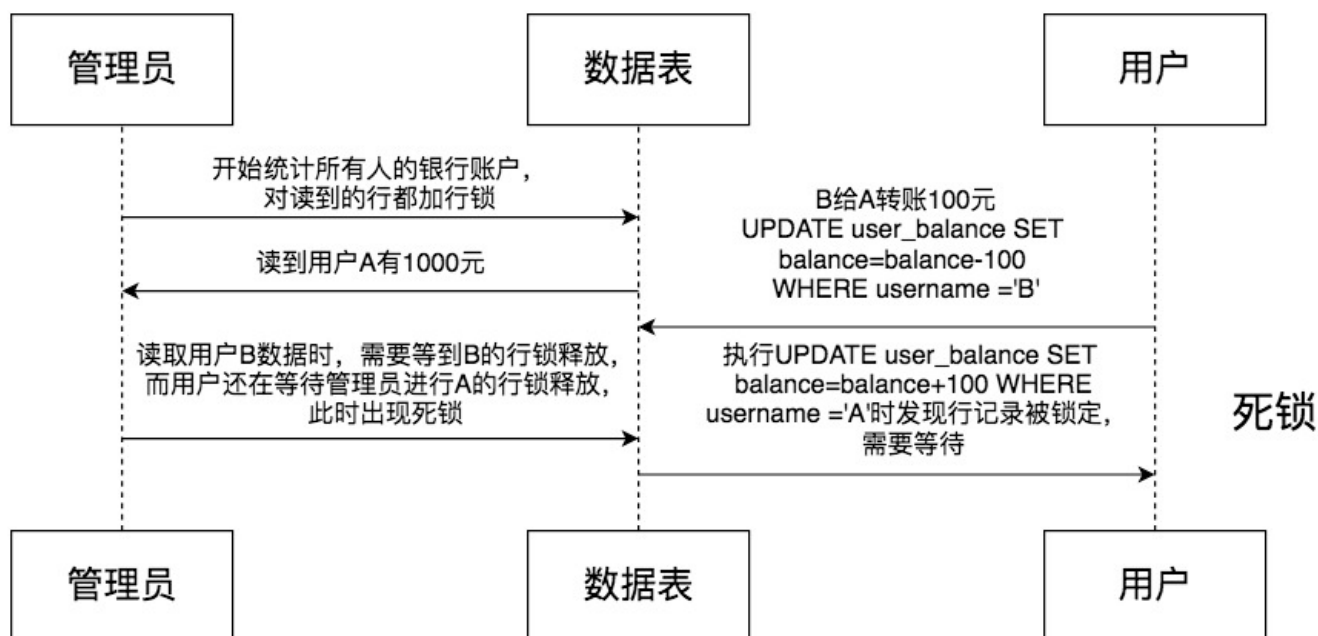 管理员
数据表
用户
开始统计所有人的银行账户，
对读到的行都加行锁
B给A转账100元
UPDATE user_balance SET
balance=balance-100
WHERE username ='B'
读到用户A有1000元
读取用户B数据时，需要等到B的行锁释放，
而用户还在等待管理员进行A的行锁释放，
此时出现死锁
执行UPDATE user_balance SET
balance=balance+100 WHERE
username ='A'时发现行记录被锁定，
需要等待
死锁
管理员
数据表
用户